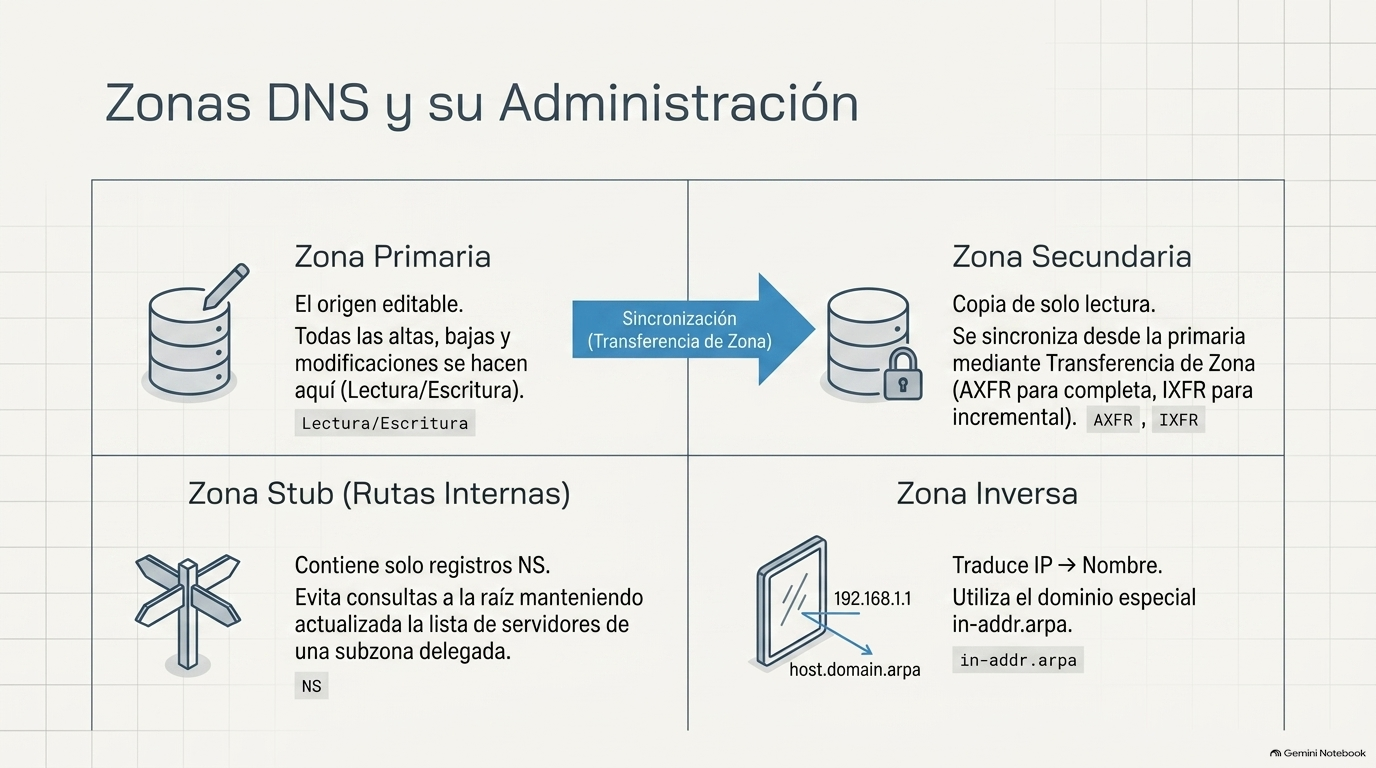 Zonas DNS y su Administración
Zona Primaria
El origen editable.
Todas las altas, bajas y
modificaciones se hacen
aquí (Lectura/Escritura).
Lectura/Escritura
Sincronización
(Transferencia de Zona)
Zona Secundaria
Copia de solo lectura.
Se sincroniza desde la primaria
mediante Transferencia de Zona
(AXFR para completa, IXFR para
incremental). AXFR , IXFR
Zona Stub (Rutas Internas)
Contiene solo registros NS.
Evita consultas a la raíz manteniendo
actualizada la lista de servidores de
una subzona delegada.
NS
Zona Inversa
192.168.1.1
host.domain.arpa
Traduce IP → Nombre.
Utiliza el dominio especial
in-addr.arpa.
in-addr.arpa
Gemini Notebook